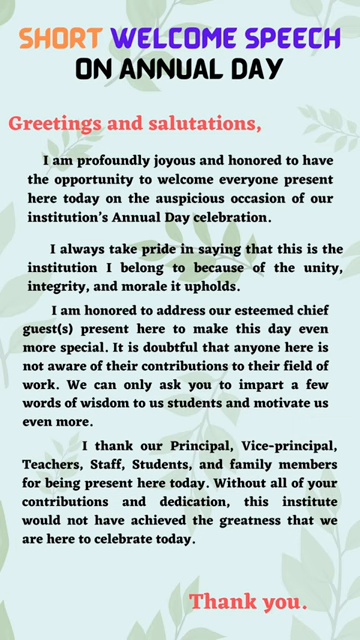 SHORT WELCOME SPEECH
ON ANNUAL DAY
Greetings and salutations,
I am profoundly joyous and honored to have
the opportunity to welcome everyone present
here today on the auspicious occasion of our
institution's Annual Day celebration.
I always take pride in saying that this is the
institution I belong to because of the unity,
integrity, and morale it upholds.
I am honored to address our esteemed chief
guest(s) present here to make this day even
more special. It is doubtful that anyone here is
not aware of their contributions to their field of
work. We can only ask you to impart a few
words of wisdom to us students and motivate us
even more.
I thank our Principal, Vice-principal,
Teachers, Staff, Students, and family members
for being present here today. Without all of your
contributions and dedication, this institute
would not have achieved the greatness that we
are here to celebrate today.
Thank you.